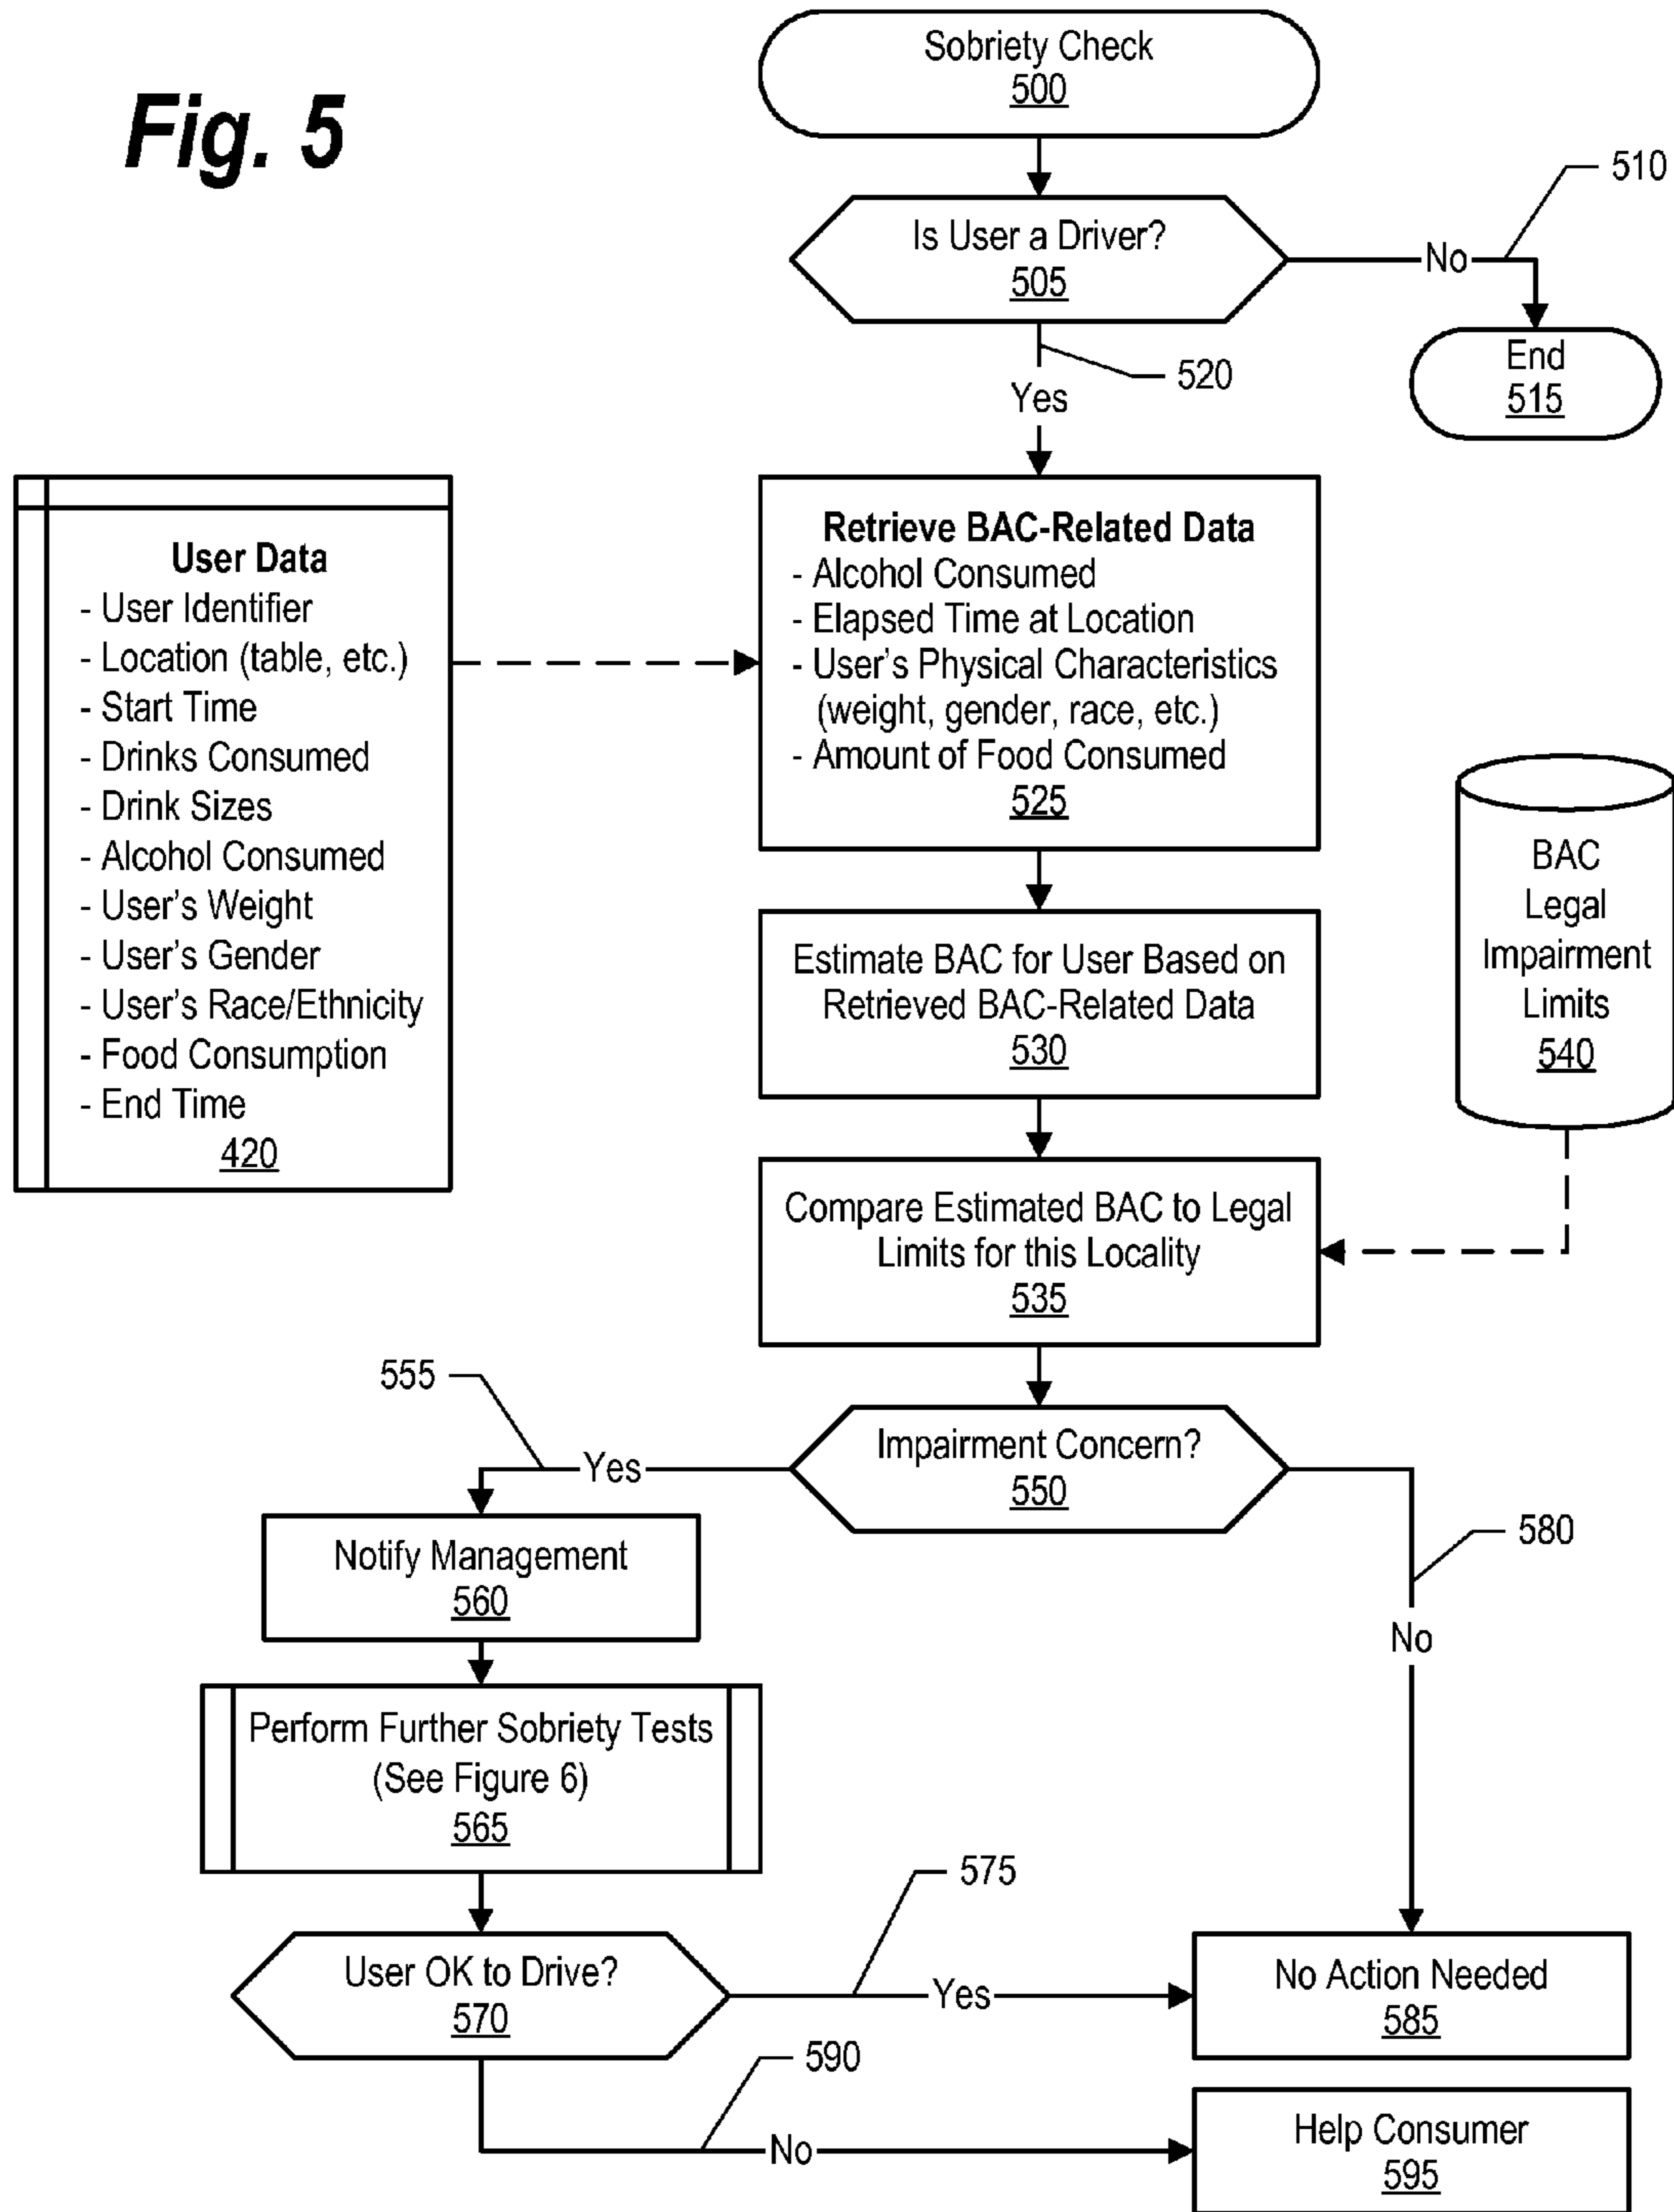 Fig. 5
Sobriety Check
500
Is User a Driver?
505
No
510
End
515
520
Yes
User Data
- User Identifier
- Location (table, etc.)
- Start Time
- Drinks Consumed
- Drink Sizes
- Alcohol Consumed
- User's Weight
- User's Gender
- User's Race/Ethnicity
- Food Consumption
- End Time
420
Retrieve BAC-Related Data
- Alcohol Consumed
- Elapsed Time at Location
- User's Physical Characteristics
(weight, gender, race, etc.)
- Amount of Food Consumed
525
Estimate BAC for User Based on
Retrieved BAC-Related Data
530
BAC
Legal
Impairment
Limits
540
Compare Estimated BAC to Legal
Limits for this Locality
535
Impairment Concern?
550
555
Yes
580
No
Notify Management
560
Perform Further Sobriety Tests
(See Figure 6)
565
User OK to Drive?
570
575
Yes
No Action Needed
585
590
No
Help Consumer
595